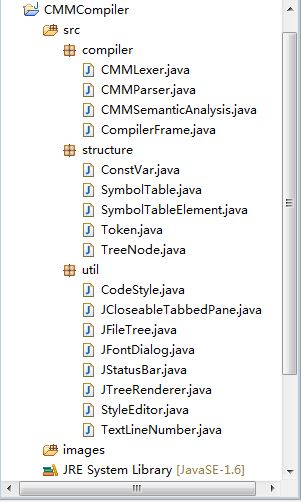 CMMCompiler
src
compiler
CMMLexer.java
CMMParser.java
CMMSemanticAnalysis.java
CompilerFrame.java
structure
ConstVar.java
SymbolTable.java
SymbolTableElement.java
Token.java
TreeNode.java
util
CodeStyle.java
JCloseableTabbedPane.java
JFileTree.java
JFontDialog.java
JStatusBar.java
JTreeRenderer.java
StyleEditor.java
TextLineNumber.java
images
JRE System Library [JavaSE-1.6]